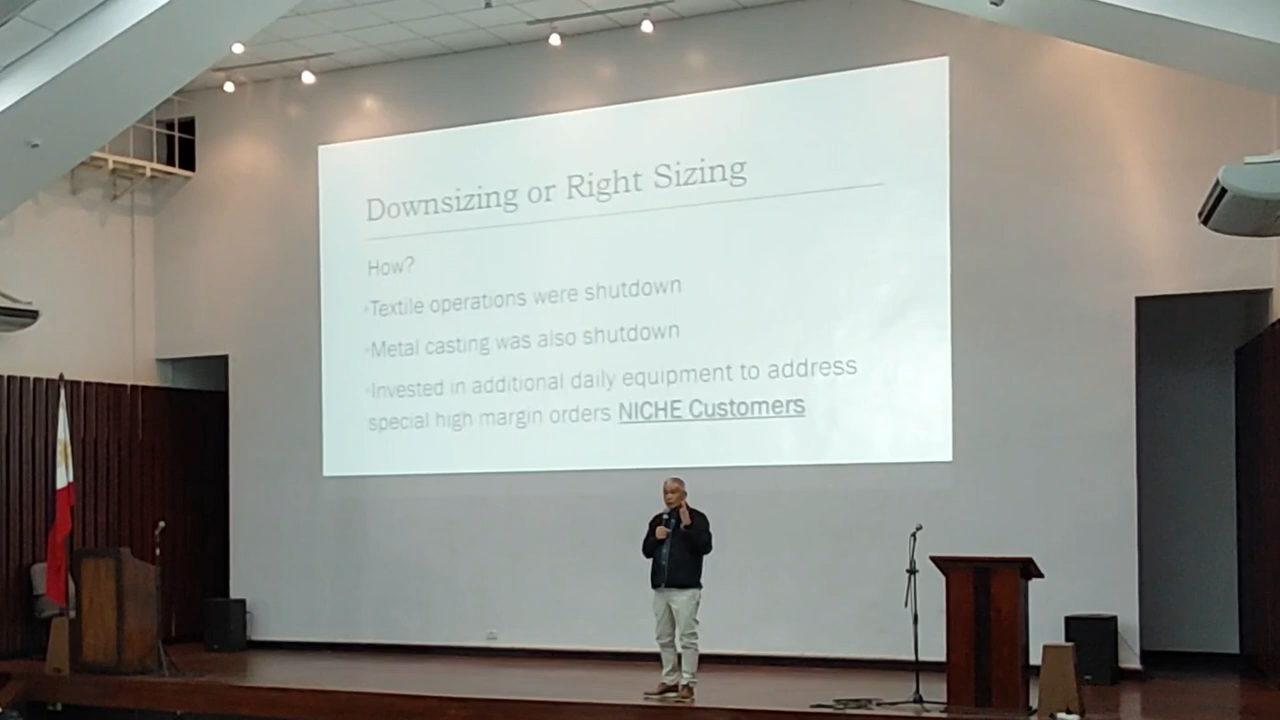 Downsizing or Right Sizing
How?
•Textile operations were shutdown
•Metal casting was also shutdown
•Invested in additional daily equipment to address
special high margin orders NICHE Customers